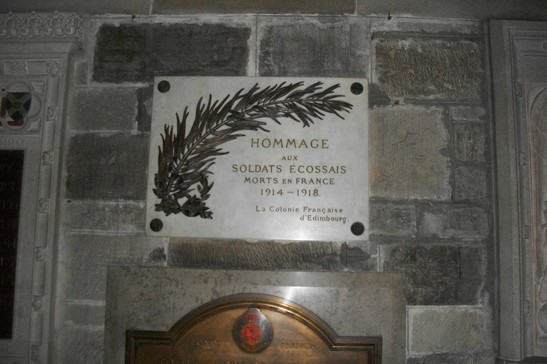 HOMMAGE
AUX
SOLDATS ECOSSAIS
MORTS EN FRANCE
1914-1918.
La Colonie Française
d'Edimbourg.